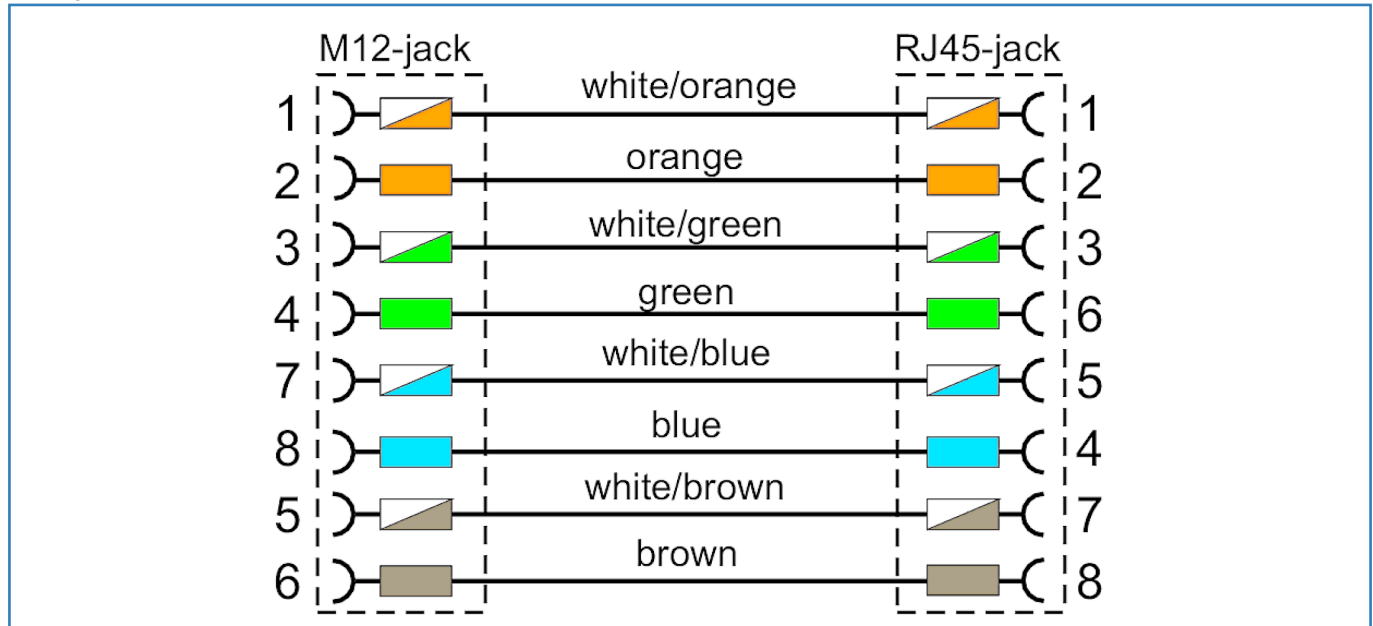 M12-jack RJ45-jack
1 white/orange 1
2 orange 2
3 white/green 3
4 green 6
7 white/blue 5
8 blue 4
5 white/brown 7
6 brown 8